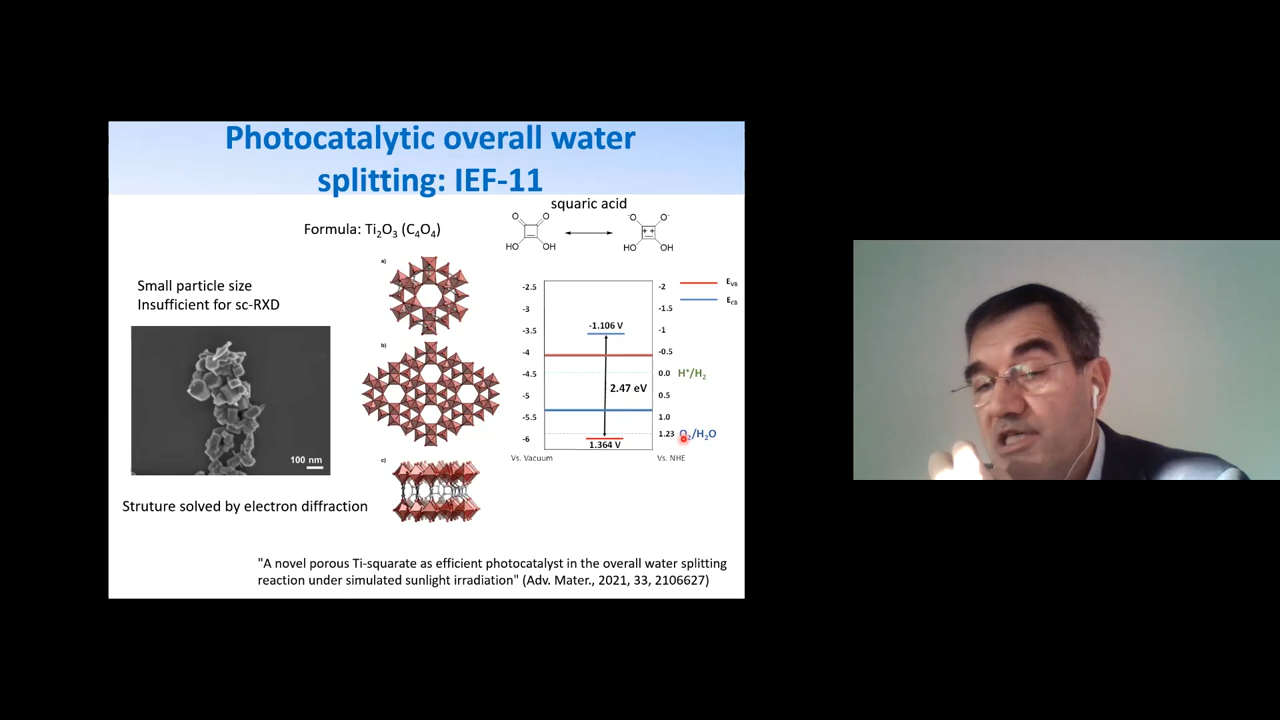 Photocatalytic overall water
splitting: IEF-11
squaric acid
Formula: Ti₂O₃ (C₄O₄)
O O
HO OH
⁻O O⁻
+ +
HO OH
Small particle size
Insufficient for sc-RXD
100 nm
Struture solved by electron diffraction
a)
b)
c)
-2.5
-3
-3.5
-4
-4.5
-5
-5.5
-6
Vs. Vacuum
-1.106 V
2.47 eV
1.364 V
-2
-1.5
-1
-0.5
0.0
0.5
1.0
1.23
Vs. NHE
E_VB
E_CB
H⁺/H₂
O₂/H₂O
"A novel porous Ti-squarate as efficient photocatalyst in the overall water splitting
reaction under simulated sunlight irradiation" (Adv. Mater., 2021, 33, 2106627)